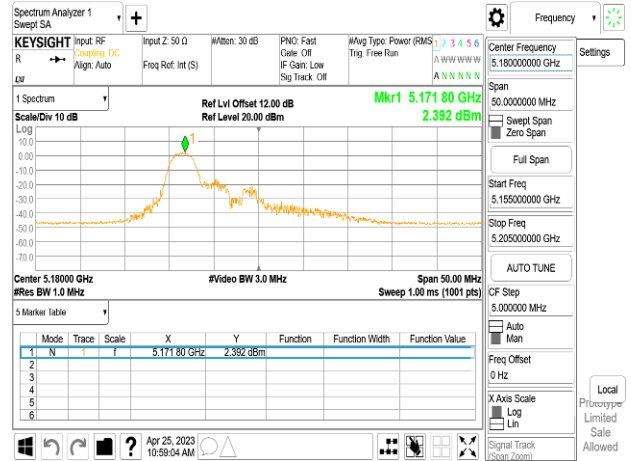 Spectrum Analyzer 1
Swept SA
KEYSIGHT
R
Input: RF
Coupling: DC
Align: Auto
Input Z: 50 Ω
Freq Ref: Int (S)
#Atten: 30 dB
PNO: Fast
Gate: Off
IF Gain: Low
Sig Track: Off
#Avg Type: Power (RMS
Trig: Free Run
1 2 3 4 5 6
A W W W W W
A N N N N N
1 Spectrum
Scale/Div 10 dB
Ref Lvl Offset 12.00 dB
Ref Level 20.00 dBm
Mkr1 5.171 80 GHz
2.392 dBm
Log
10.0
0.00
-10.0
-20.0
-30.0
-40.0
-50.0
-60.0
-70.0
1
Center 5.18000 GHz
#Res BW 1.0 MHz
#Video BW 3.0 MHz
Span 50.00 MHz
Sweep 1.00 ms (1001 pts)
5 Marker Table
Mode Trace Scale X Y Function Function Width Function Value
1 N 1 f 5.171 80 GHz 2.392 dBm
2
3
4
5
6
Apr 25, 2023
10:59:04 AM
Frequency
Settings
Center Frequency
5.180000000 GHz
Span
50.0000000 MHz
Swept Span
Zero Span
Full Span
Start Freq
5.155000000 GHz
Stop Freq
5.205000000 GHz
AUTO TUNE
CF Step
5.000000 MHz
Auto
Man
Freq Offset
0 Hz
X Axis Scale
Log
Lin
Signal Track
(Span Zoom)
Local
Prototype
Limited
Sale
Allowed